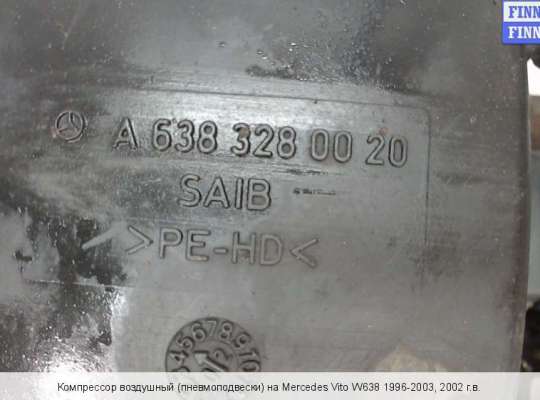 FINN
FINN
A 638 328 00 20
SAIB
>PE-HD<
Компрессор воздушный (пневмоподвески) на Mercedes Vito W638 1996-2003, 2002 г.в.